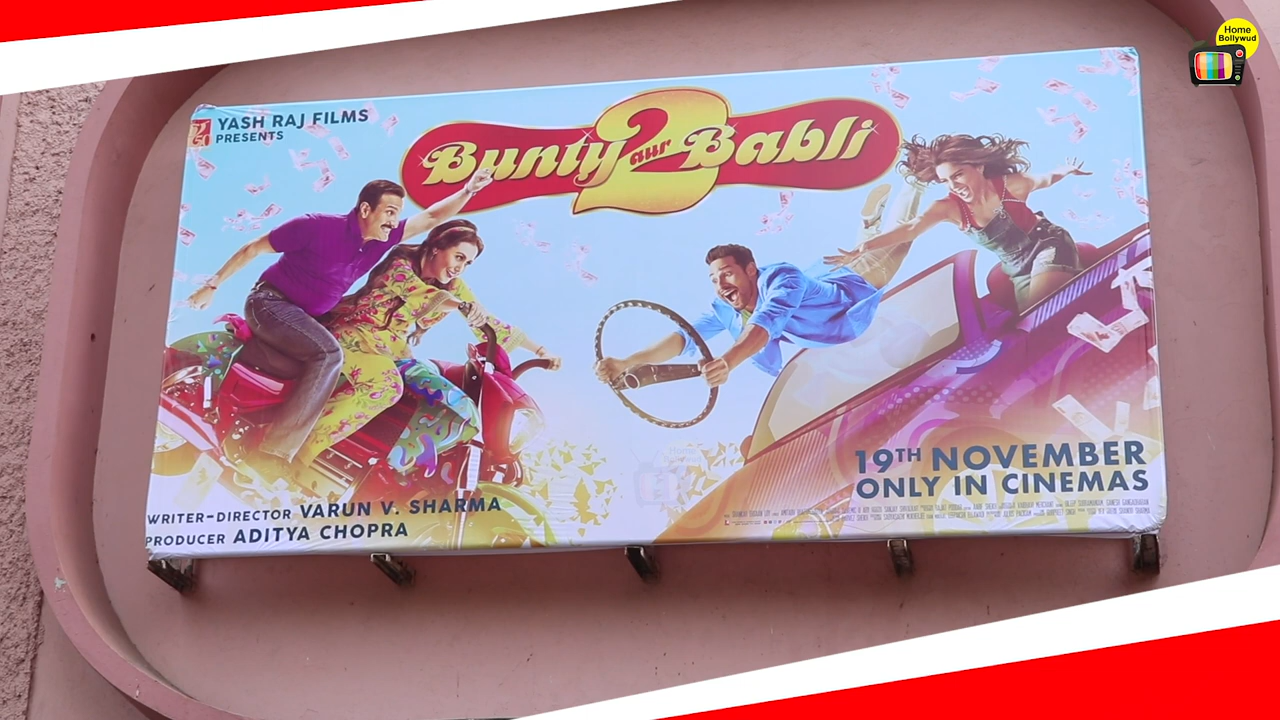 Home
Bollywud
YASH RAJ FILMS
PRESENTS
Bunty aur 2 Babli
19TH NOVEMBER
ONLY IN CINEMAS
WRITER-DIRECTOR VARUN V. SHARMA
PRODUCER ADITYA CHOPRA